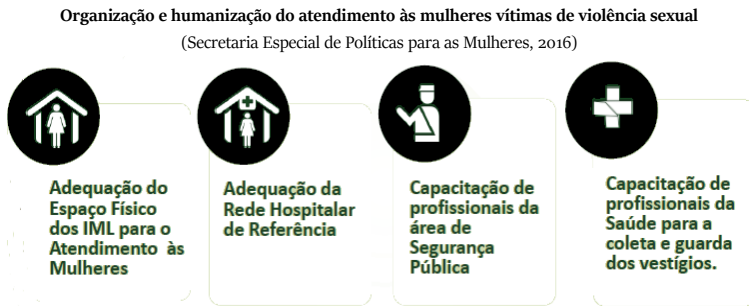 Organização e humanização do atendimento às mulheres vítimas de violência sexual
(Secretaria Especial de Políticas para as Mulheres, 2016)
Adequação do
Espaço Físico
dos IML para o
Atendimento às
Mulheres
Adequação da
Rede Hospitalar
de Referência
Capacitação de
profissionais da
área de
Segurança
Pública
Capacitação de
profissionais da
Saúde para a
coleta e guarda
dos vestígios.